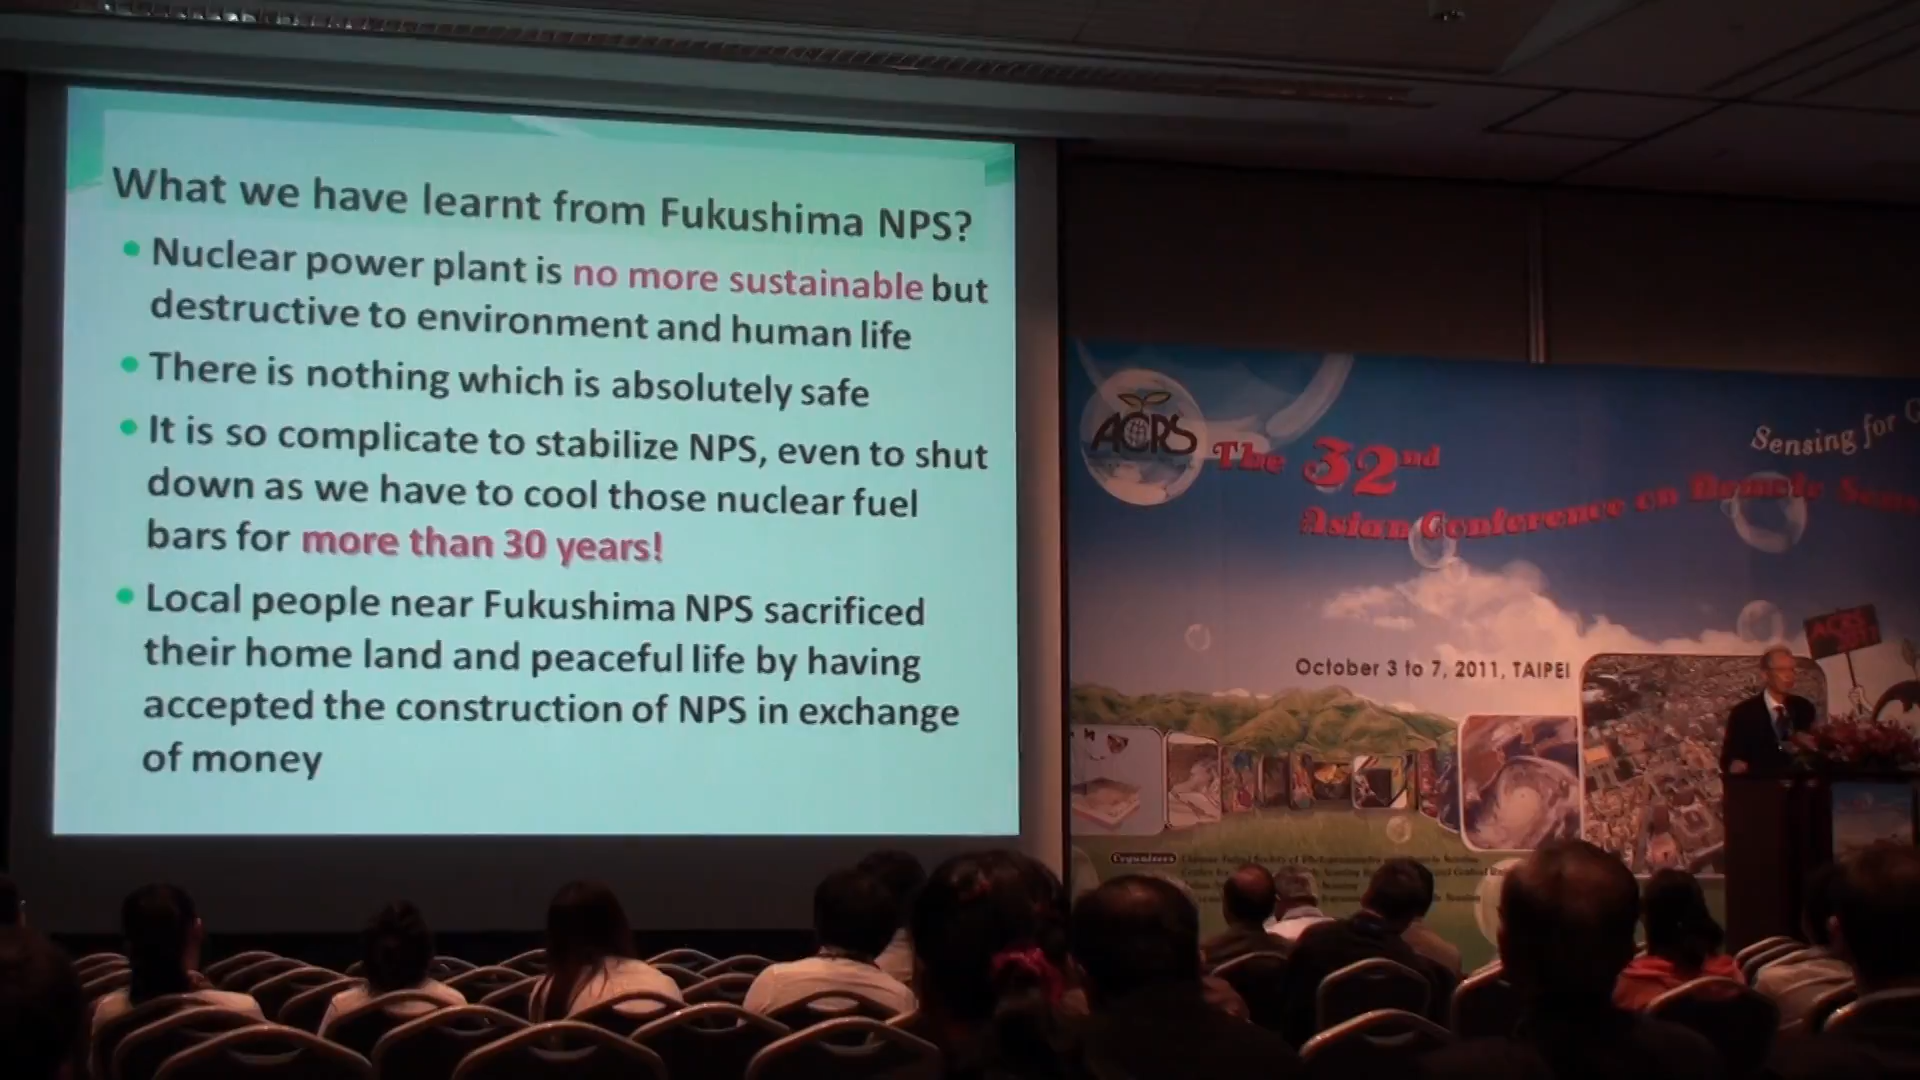 What we have learnt from Fukushima NPS?
Nuclear power plant is no more sustainable but
destructive to environment and human life
There is nothing which is absolutely safe
It is so complicate to stabilize NPS, even to shut
down as we have to cool those nuclear fuel
bars for more than 30 years!
Local people near Fukushima NPS sacrificed
their home land and peaceful life by having
accepted the construction of NPS in exchange
of money
ACRS
The 32nd
Asian Conference on Remote Sens
Sensing for G
October 3 to 7, 2011, TAIPEI
ACRS
2011
Organizers